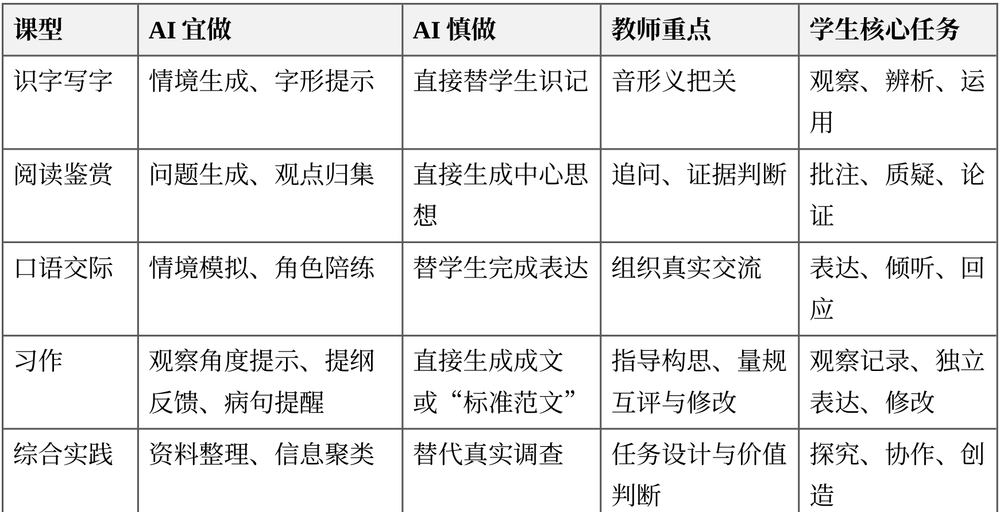 课型 AI 宜做 AI 慎做 教师重点 学生核心任务
识字写字 情境生成、字形提示 直接替学生识记 音形义把关 观察、辨析、运
用
阅读鉴赏 问题生成、观点归集 直接生成中心思 追问、证据判断 批注、质疑、论
想 证
口语交际 情境模拟、角色陪练 替学生完成表达 组织真实交流 表达、倾听、回
应
习作 观察角度提示、提纲 直接生成成文 指导构思、量规 观察记录、独立
反馈、病句提醒 或“标准范文” 互评与修改 表达、修改
综合实践 资料整理、信息聚类 替代真实调查 任务设计与价值 探究、协作、创
判断 造